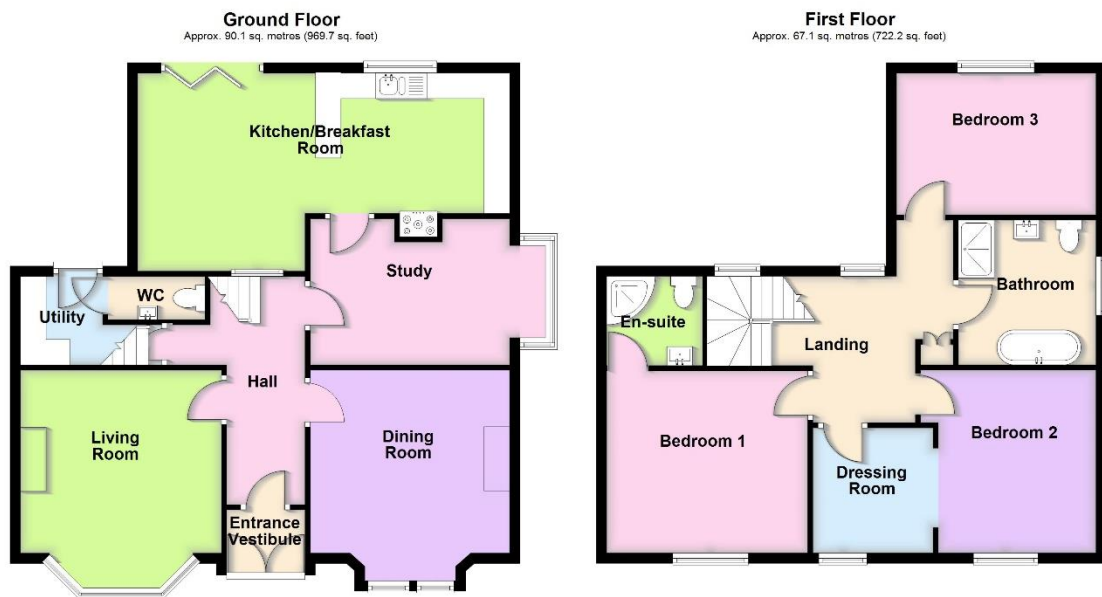 Ground Floor
Approx. 90.1 sq. metres (969.7 sq. feet)
Kitchen/Breakfast
Room
Study
WC
Utility
Hall
Living
Room
Dining
Room
Entrance
Vestibule
First Floor
Approx. 67.1 sq. metres (722.2 sq. feet)
Bedroom 3
Bathroom
En-suite
Landing
Bedroom 1
Bedroom 2
Dressing
Room